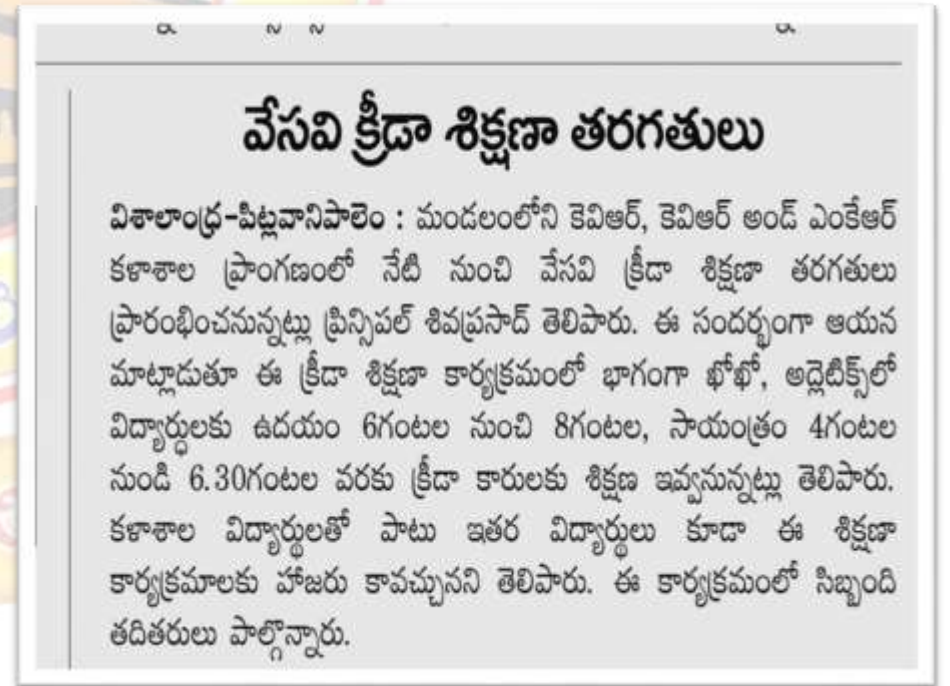 వేసవి క్రీడా శిక్షణా తరగతులు
విశాలాంధ్ర-పిట్లవానిపాలెం : మండలంలోని కెవిఆర్, కెవిఆర్ అండ్ ఎంకేఆర్
కళాశాల ప్రాంగణంలో నేటి నుంచి వేసవి క్రీడా శిక్షణా తరగతులు
ప్రారంభించనున్నట్లు ప్రిన్సిపల్ శివప్రసాద్ తెలిపారు. ఈ సందర్భంగా ఆయన
మాట్లాడుతూ ఈ క్రీడా శిక్షణా కార్యక్రమంలో భాగంగా ఖోఖో, అద్లెటిక్స్‌లో
విద్యార్ధులకు ఉదయం 6గంటల నుంచి 8గంటల, సాయంత్రం 4గంటల
నుండి 6.30గంటల వరకు క్రీడా కారులకు శిక్షణ ఇవ్వనున్నట్లు తెలిపారు.
కళాశాల విద్యార్థులతో పాటు ఇతర విద్యార్థులు కూడా ఈ శిక్షణా
కార్యక్రమాలకు హాజరు కావచ్చునని తెలిపారు. ఈ కార్యక్రమంలో సిబ్బంది
తదితరులు పాల్గొన్నారు.